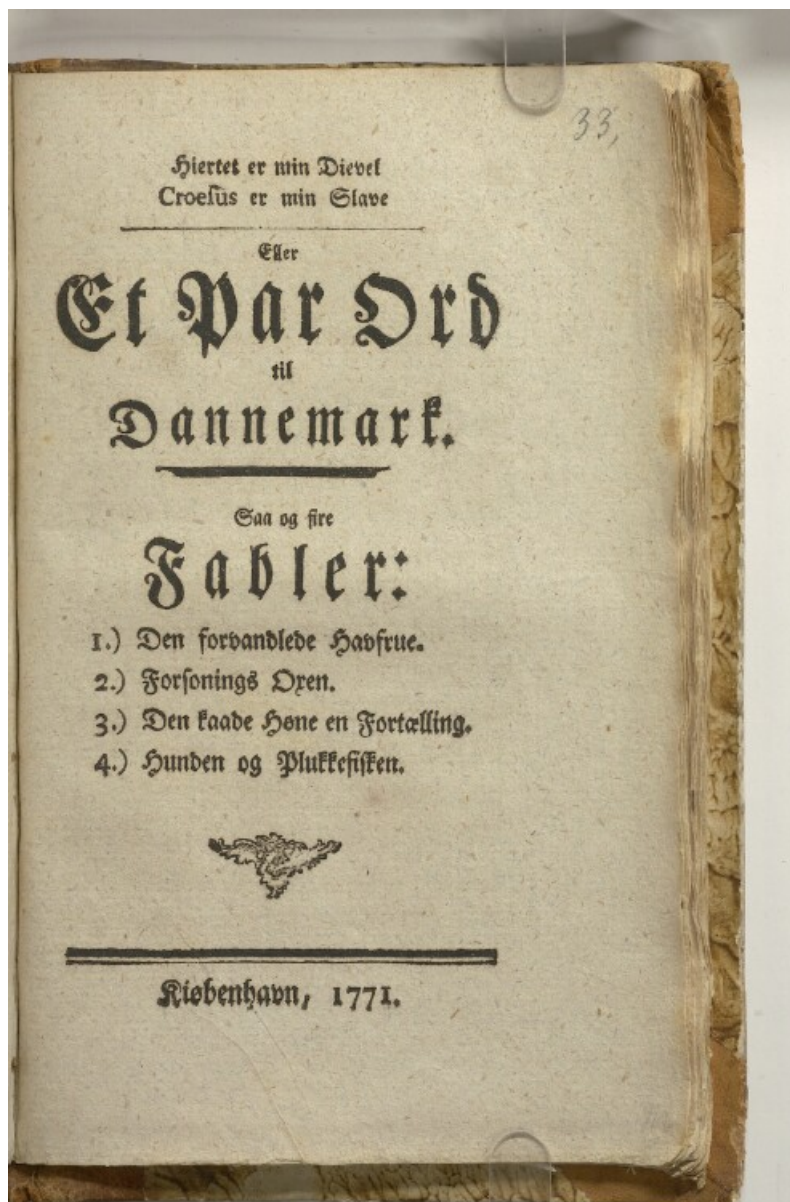 33,
Hiertet er min Dievel
Croeſus er min Slave
Eller
Et Par Ord
til
Dannemark.
Saa og fire
Fabler:
1.) Den forvandlede Havfrue.
2.) Forſonings Oxen.
3.) Den kaade Høne en Fortælling.
4.) Hunden og Plukkefiſken.
Kiøbenhavn, 1771.